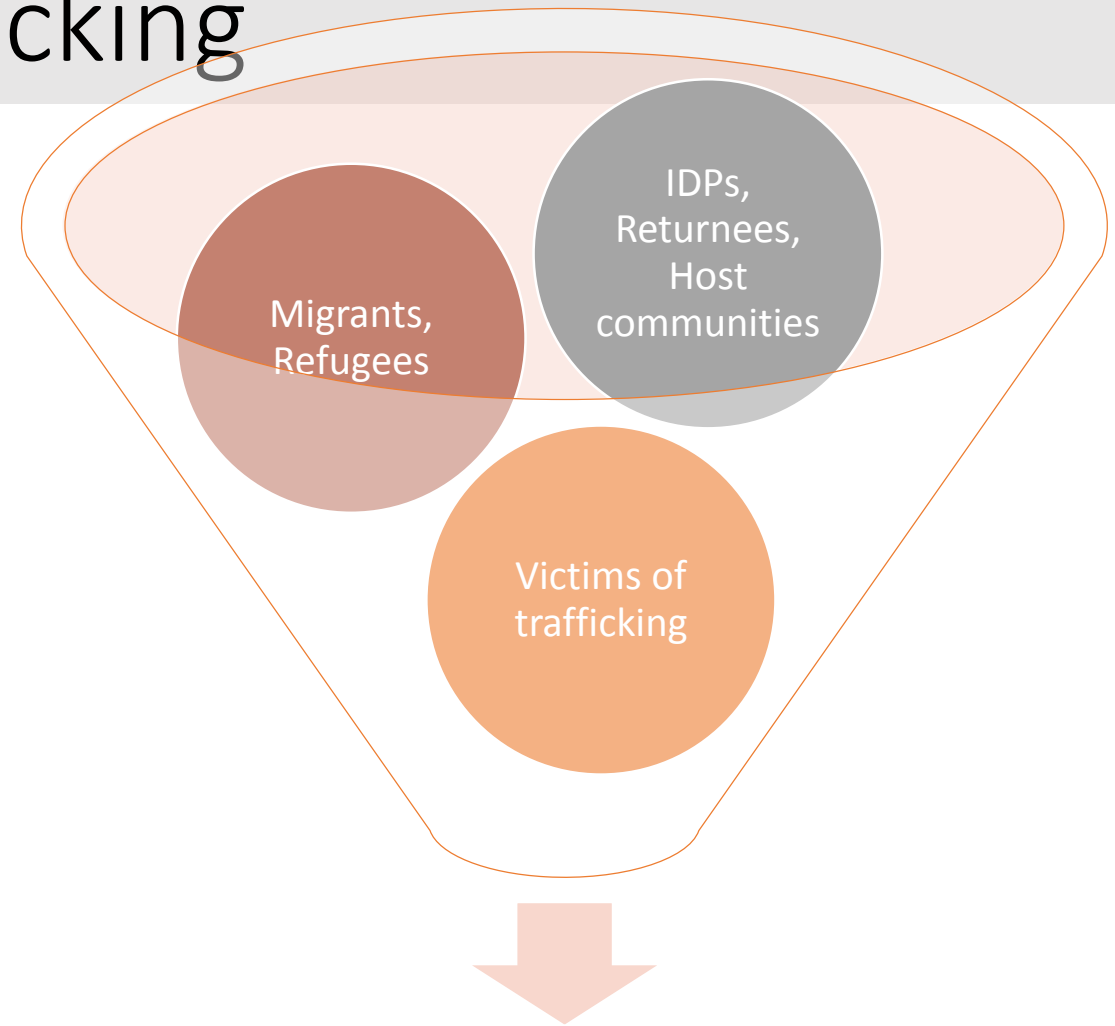 cking
Migrants,
Refugees
IDPs,
Returnees,
Host
communities
Victims of
trafficking